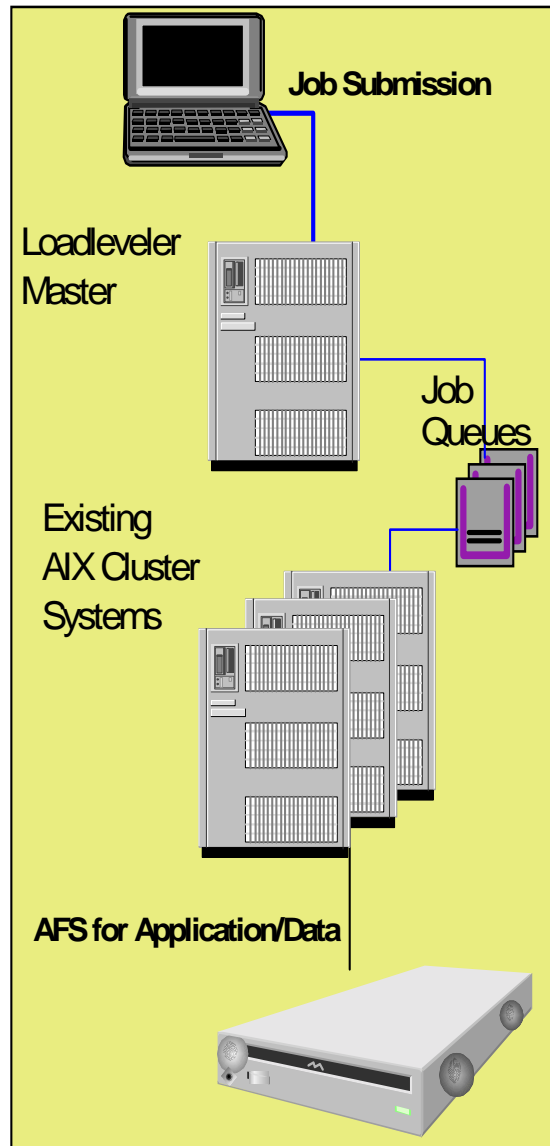 Job Submission
Loadleveler
Master
Job
Queues
Existing
AIX Cluster
Systems
AFS for Application/Data